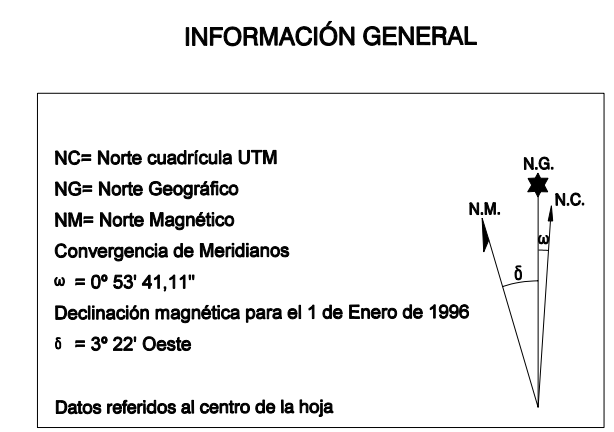 INFORMACIÓN GENERAL
NC= Norte cuadrícula UTM
NG= Norte Geográfico
NM= Norte Magnético
Convergencia de Meridianos
ω = 0º 53' 41,11"
Declinación magnética para el 1 de Enero de 1996
δ = 3º 22' Oeste
Datos referidos al centro de la hoja
N.G.
N.C.
N.M.
ω
δ